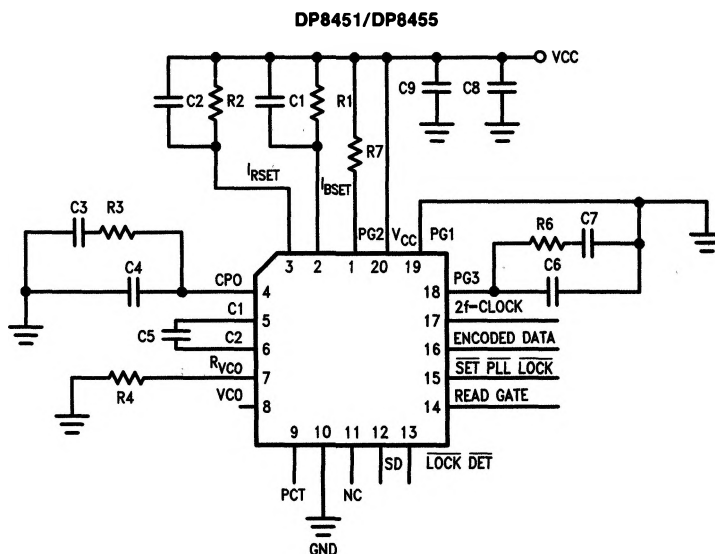 DP8451/DP8455
VCC
C2 R2 C1 R1 C9 C8
R7
IRSET IBSET
PG2 VCC PG1
C3 R3
R6 C7
C4
C6
3 2 1 20 19
CPO 4
18 PG3
C1 5
17 2f-CLOCK
C5
C2 6
16 ENCODED DATA
RVCO 7
15 SET PLL LOCK
R4
VCO 8
14 READ GATE
9 10 11 12 13
SD LOCK DET
PCT NC
GND